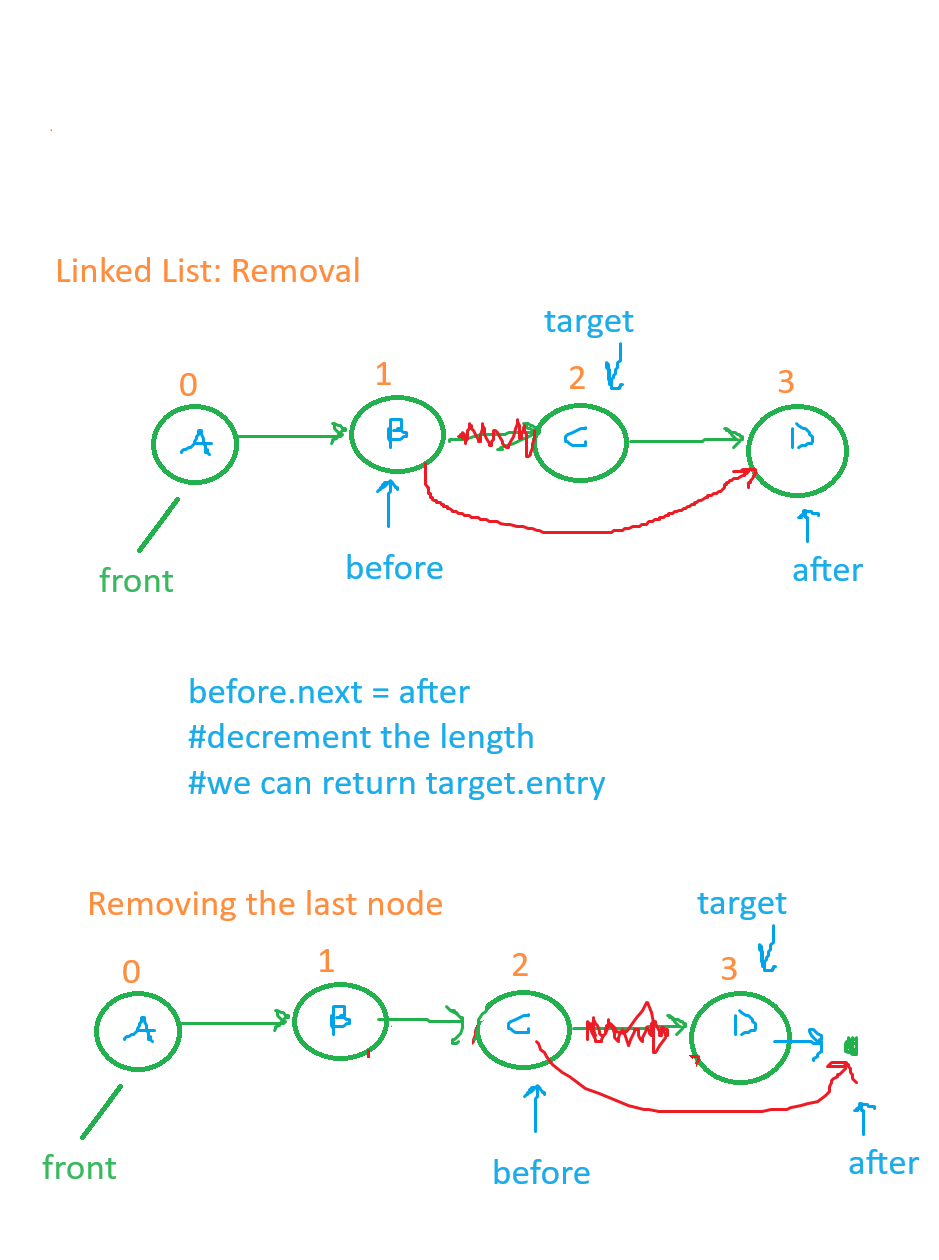 Linked List: Removal
target
0 1 2 3
A B C D
before
front
after
before.next = after
#decrement the length
#we can return target.entry
Removing the last node
target
0 1 2 3
A B C D
before
front
after